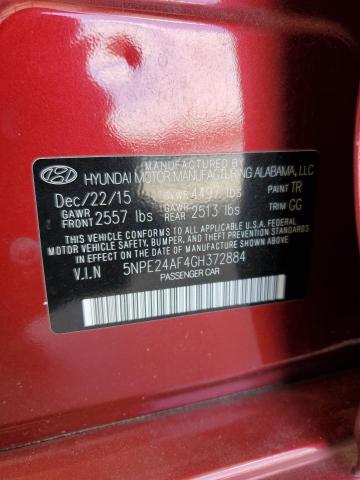 MANUFACTURED BY
HYUNDAI MOTOR MANUFACTURING ALABAMA, LLC
Dec/22/15 GVWR 4497 lbs PAINT TR
GAWR FRONT 2557 lbs GAWR REAR 2513 lbs TRIM GG
THIS VEHICLE CONFORMS TO ALL APPLICABLE U.S. FEDERAL
MOTOR VEHICLE SAFETY, BUMPER, AND THEFT PREVENTION STANDARDS
IN EFFECT ON THE DATE OF MANUFACTURE SHOWN ABOVE.
V.I.N 5NPE24AF4GH372884
PASSENGER CAR